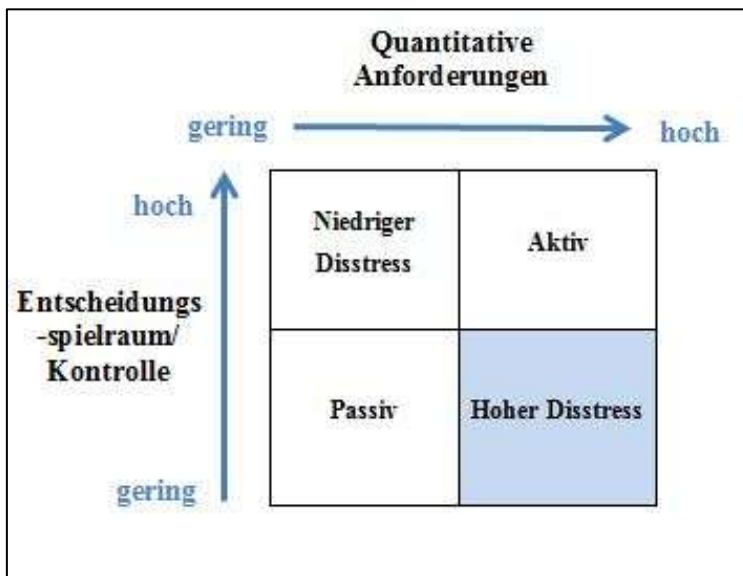 Quantitative
Anforderungen
gering
hoch
hoch
Niedriger
Disstress
Aktiv
Entscheidungs
-spielraum/
Kontrolle
Passiv
Hoher Disstress
gering